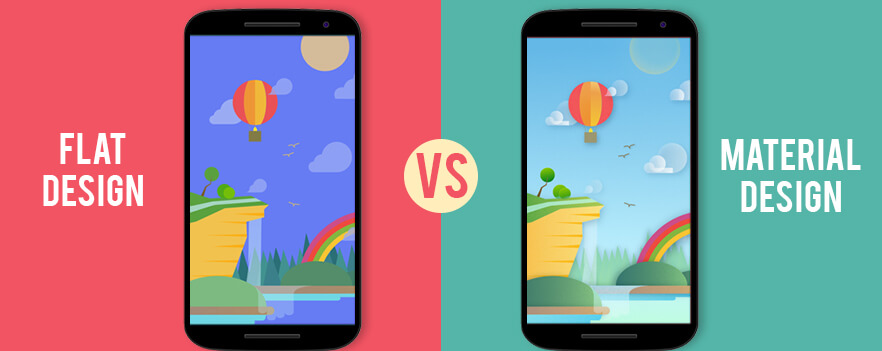 FLAT
DESIGN
VS
MATERIAL
DESIGN